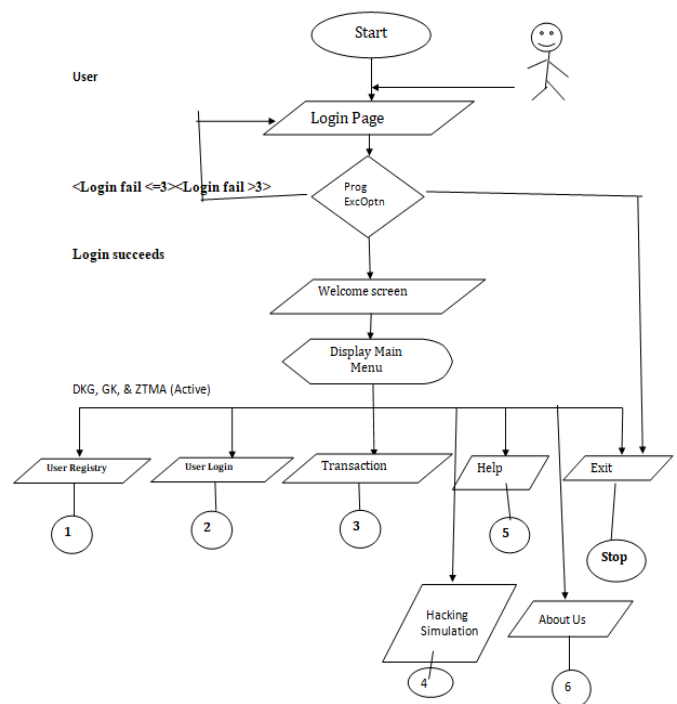 Start
User
Login Page
<Login fail <=3><Login fail >3>
Prog
ExcOptn
Login succeeds
Welcome screen
Display Main
Menu
DKG, GK, & ZTMA (Active)
User Registry
User Login
Transaction
Help
Exit
1
2
3
5
Stop
Hacking
Simulation
About Us
4
6